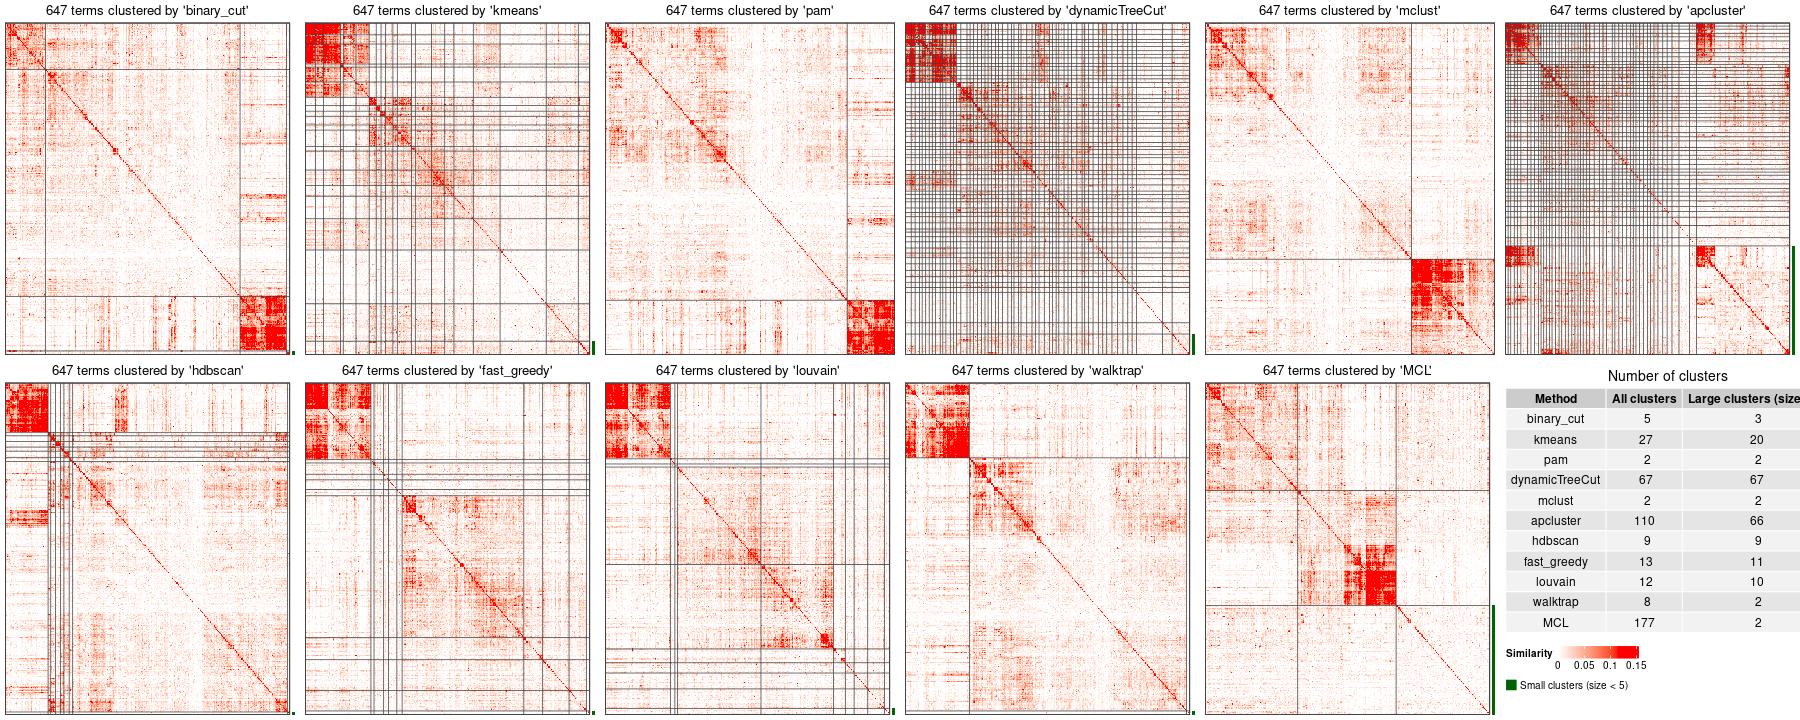 647 terms clustered by 'binary_cut'
647 terms clustered by 'kmeans'
647 terms clustered by 'pam'
647 terms clustered by 'dynamicTreeCut'
647 terms clustered by 'mclust'
647 terms clustered by 'apcluster'
647 terms clustered by 'hdbscan'
647 terms clustered by 'fast_greedy'
647 terms clustered by 'louvain'
647 terms clustered by 'walktrap'
647 terms clustered by 'MCL'
Number of clusters
Method All clusters Large clusters (size
binary_cut 5 3
kmeans 27 20
pam 2 2
dynamicTreeCut 67 67
mclust 2 2
apcluster 110 66
hdbscan 9 9
fast_greedy 13 11
louvain 12 10
walktrap 8 2
MCL 177 2
Similarity
0 0.05 0.1 0.15
Small clusters (size < 5)